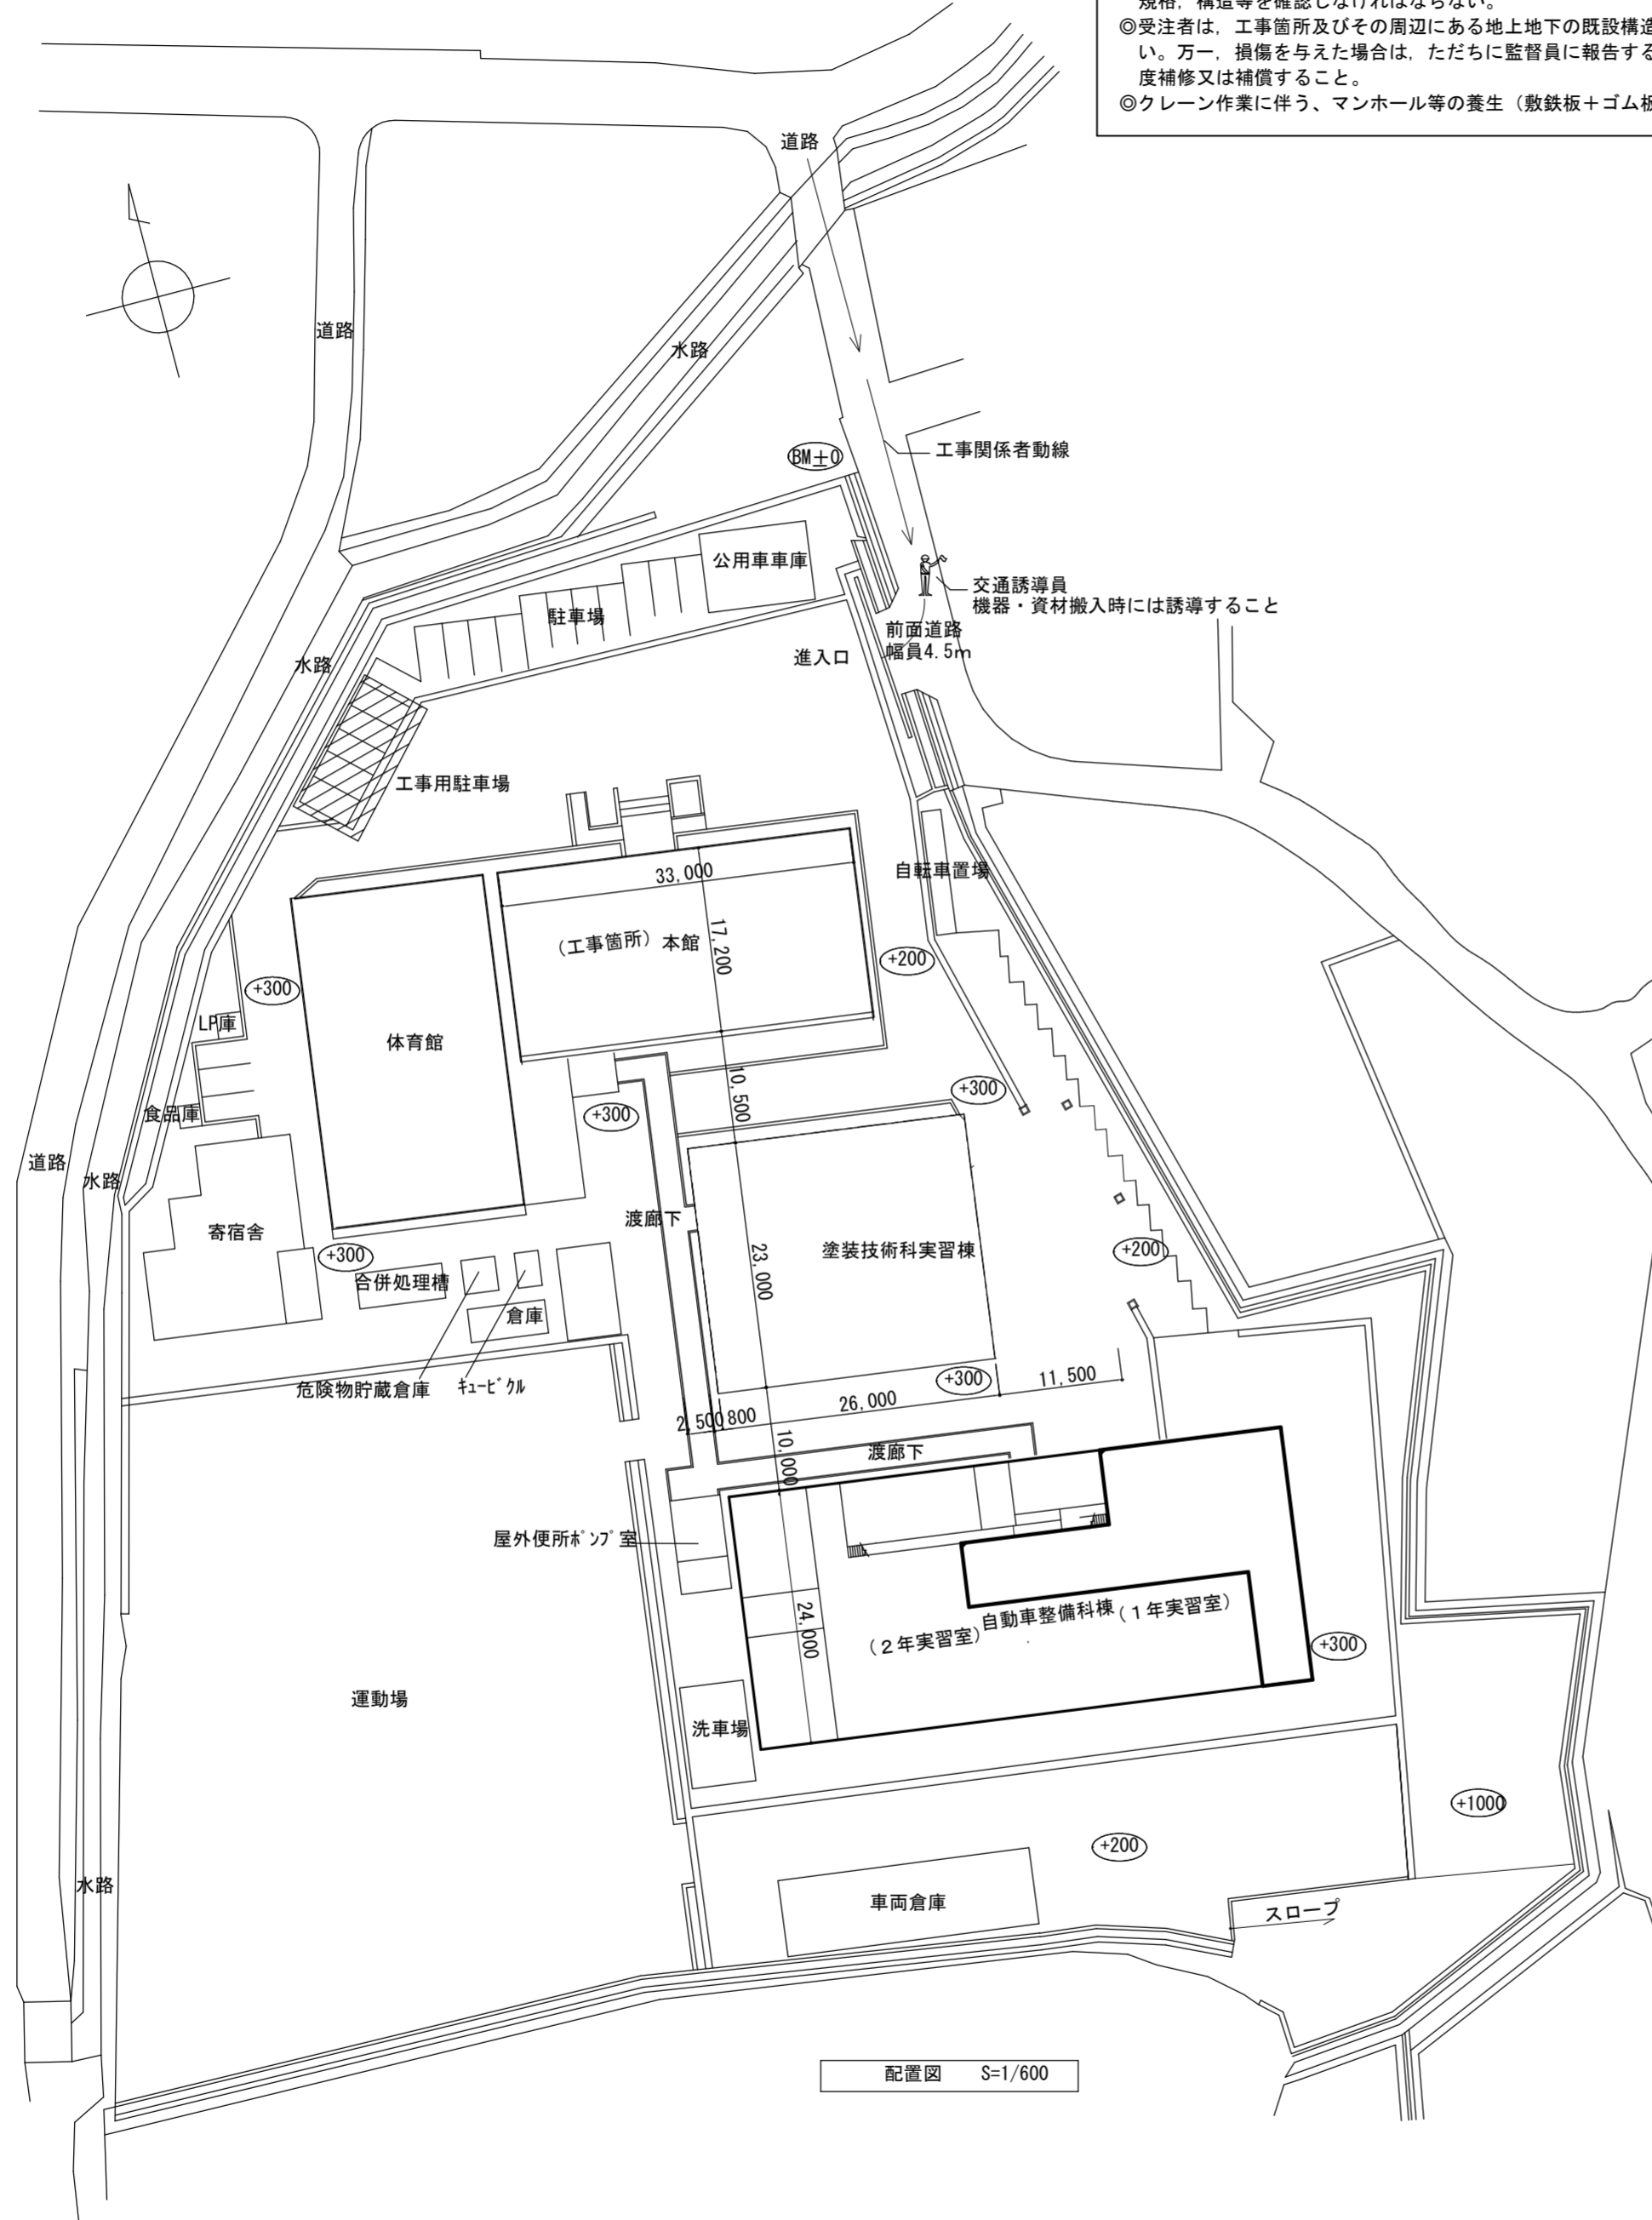 規格，構造等を確認しなければならない。
◎受注者は，工事箇所及びその周辺にある地上地下の既設構造
い。万一，損傷を与えた場合は，ただちに監督員に報告する
度補修又は補償すること。
◎クレーン作業に伴う、マンホール等の養生（敷鉄板＋ゴム板
道路
道路
水路
工事関係者動線
BM±0
公用車車庫
交通誘導員
機器・資材搬入時には誘導すること
駐車場
前面道路
幅員4.5m
進入口
水路
工事用駐車場
33,000
自転車置場
（工事箇所）本館
17,200
+200
+300
LP庫
体育館
10,500
+300
+300
食品庫
道路
水路
渡廊下
寄宿舎
+300
塗装技術科実習棟
+200
23,000
合併処理槽
倉庫
危険物貯蔵倉庫
ｷｭｰﾋﾞｸﾙ
+300
11,500
26,000
2,500
800
10,000
渡廊下
屋外便所ﾎﾟﾝﾌﾟ室
24,000
（２年実習室）
自動車整備科棟
（１年実習室）
+300
運動場
洗車場
+1000
+200
水路
車両倉庫
スロープ
配置図 S=1/600